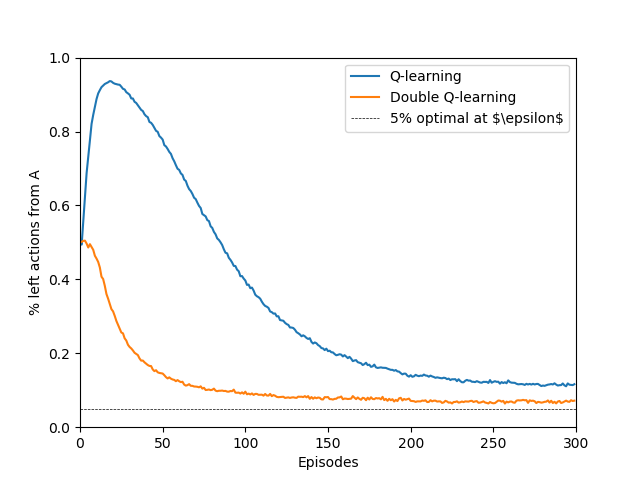 Q-learning
Double Q-learning
5% optimal at $\epsilon$
% left actions from A
1.0
0.8
0.6
0.4
0.2
0.0
0 50 100 150 200 250 300
Episodes